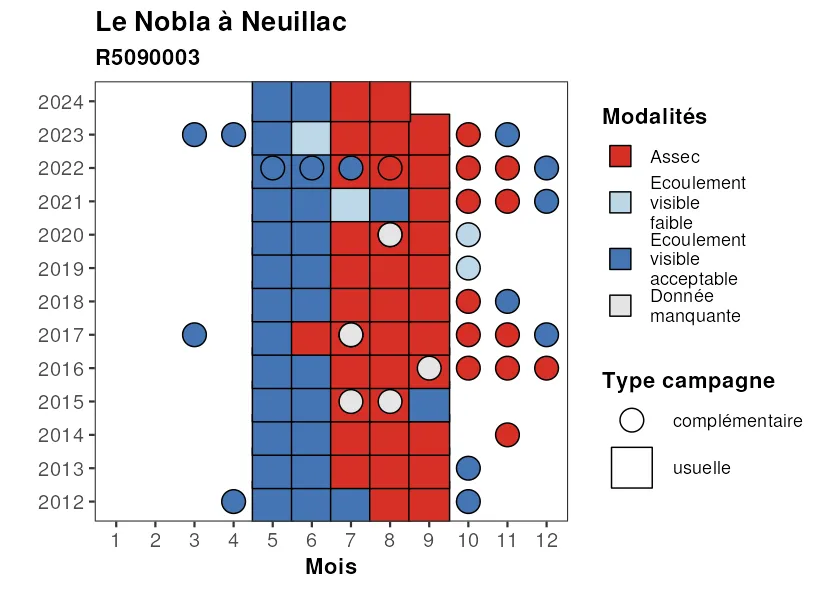 Le Nobla à Neuillac
R5090003
2024
2023
2022
2021
2020
2019
2018
2017
2016
2015
2014
2013
2012
1 2 3 4 5 6 7 8 9 10 11 12
Mois
Modalités
Assec
Ecoulement
visible
faible
Ecoulement
visible
acceptable
Donnée
manquante
Type campagne
complémentaire
usuelle